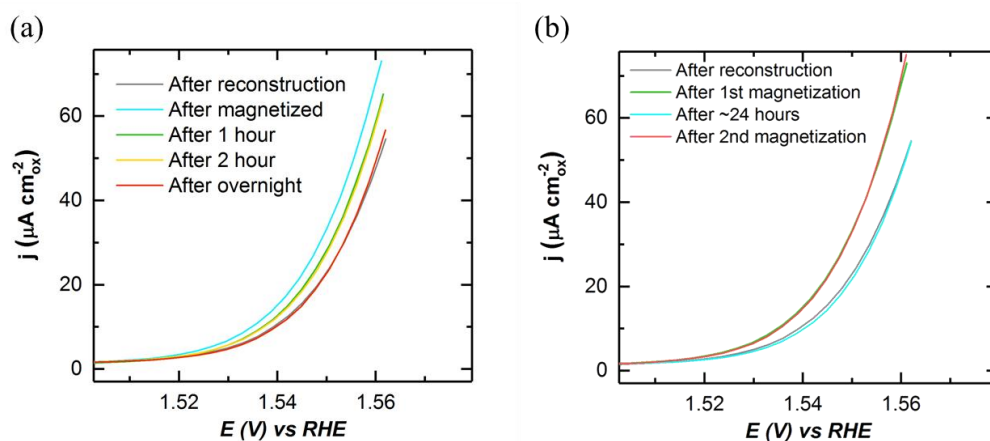 (a)
After reconstruction
After magnetized
After 1 hour
After 2 hour
After overnight
60
40
20
0
j (μA cm-2ox)
1.52
1.54
1.56
E (V) vs RHE
(b)
After reconstruction
After 1st magnetization
After ~24 hours
After 2nd magnetization
60
40
20
0
j (μA cm-2ox)
1.52
1.54
1.56
E (V) vs RHE